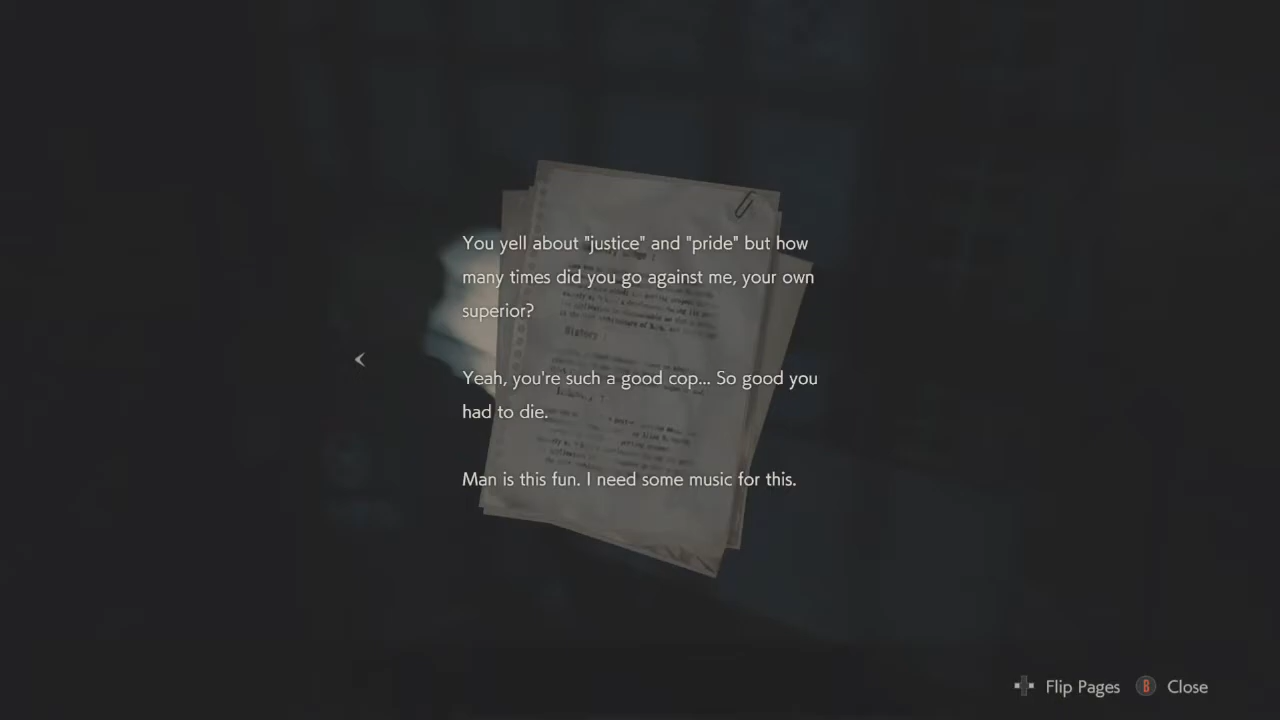 You yell about "justice" and "pride" but how
many times did you go against me, your own
superior?
Yeah, you're such a good cop... So good you
had to die.
Man is this fun. I need some music for this.
History
Flip Pages B Close